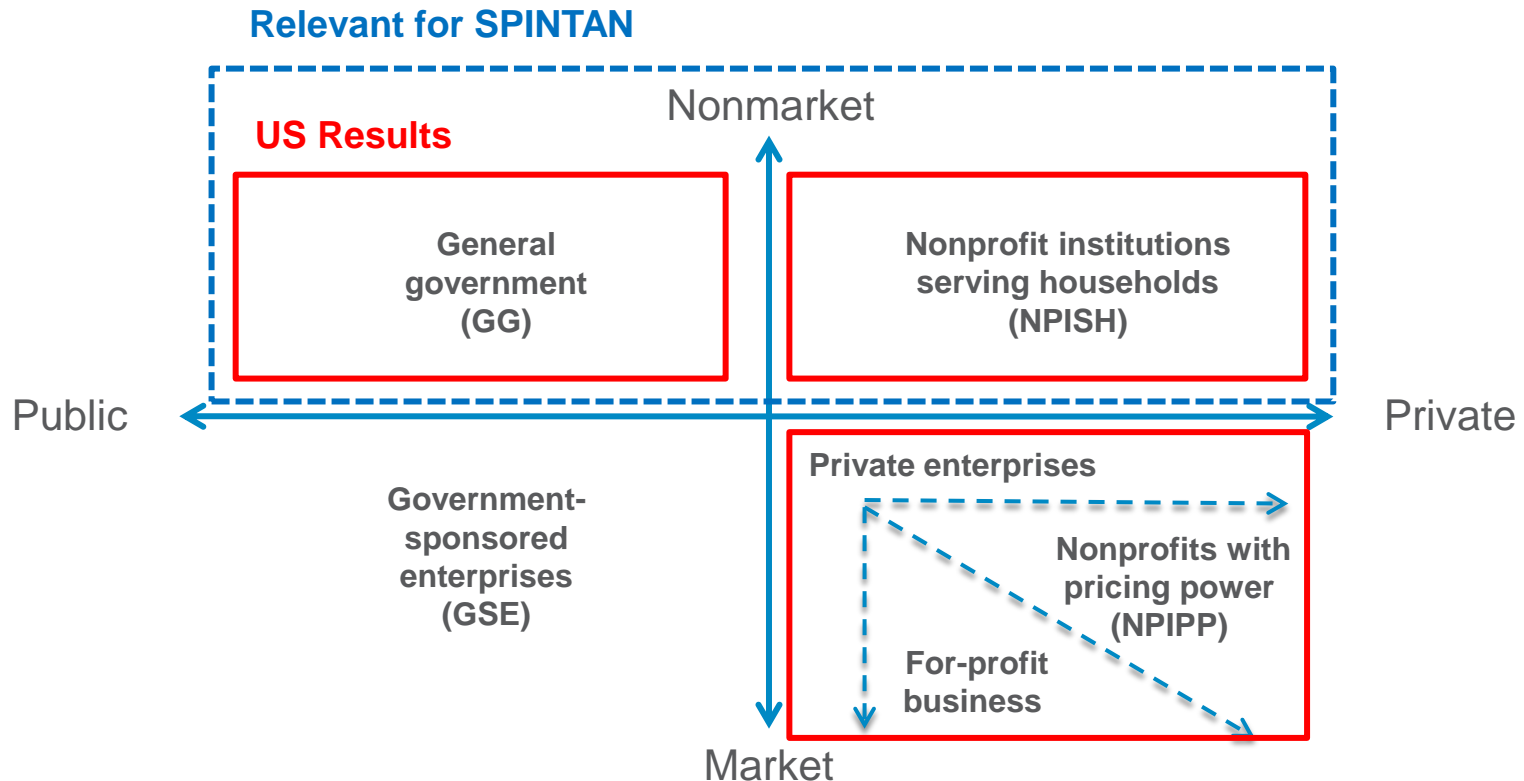 Relevant for SPINTAN
Nonmarket
US Results
General
government
(GG)
Nonprofit institutions
serving households
(NPISH)
Public
Private
Government-
sponsored
enterprises
(GSE)
Private enterprises
Nonprofits with
pricing power
(NPIPP)
For-profit
business
Market